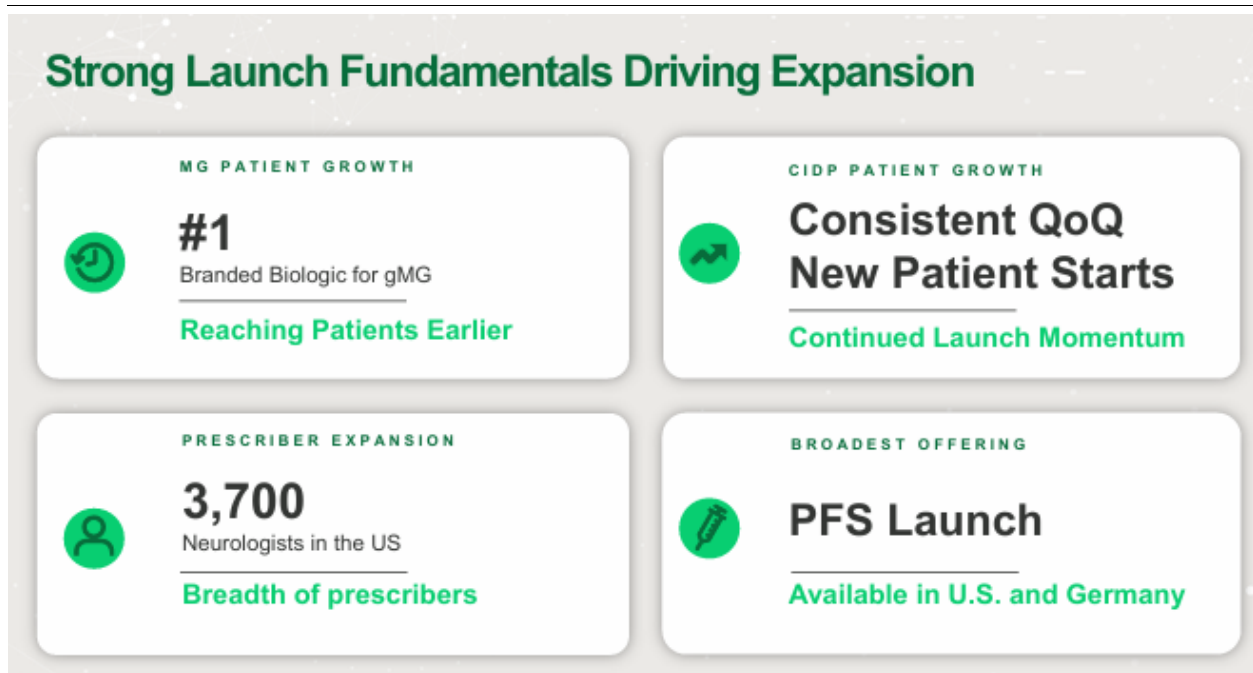 Strong Launch Fundamentals Driving Expansion
MG PATIENT GROWTH
#1
Branded Biologic for gMG
Reaching Patients Earlier
CIDP PATIENT GROWTH
Consistent QoQ
New Patient Starts
Continued Launch Momentum
PRESCRIBER EXPANSION
3,700
Neurologists in the US
Breadth of prescribers
BROADEST OFFERING
PFS Launch
Available in U.S. and Germany